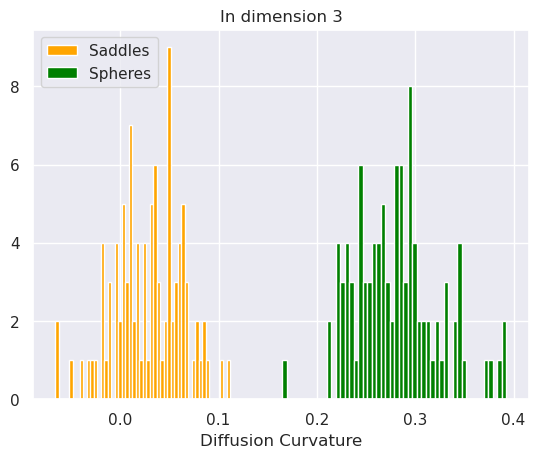 In dimension 3
Saddles
Spheres
8
6
4
2
0
0.0 0.1 0.2 0.3 0.4
Diffusion Curvature